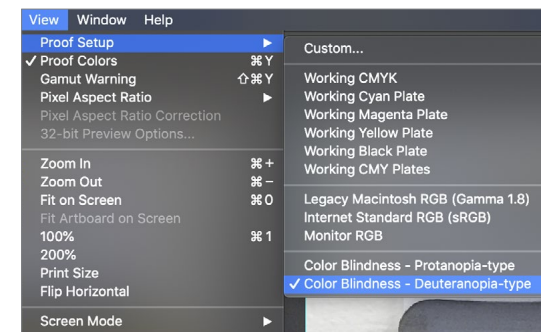 View Window Help
Proof Setup ▶
✓ Proof Colors ⌘Y
Gamut Warning ⇧⌘Y
Pixel Aspect Ratio ▶
Pixel Aspect Ratio Correction
32-bit Preview Options...
Zoom In ⌘+
Zoom Out ⌘−
Fit on Screen ⌘0
Fit Artboard on Screen
100% ⌘1
200%
Print Size
Flip Horizontal
Screen Mode ▶
Custom...
Working CMYK
Working Cyan Plate
Working Magenta Plate
Working Yellow Plate
Working Black Plate
Working CMY Plates
Legacy Macintosh RGB (Gamma 1.8)
Internet Standard RGB (sRGB)
Monitor RGB
Color Blindness - Protanopia-type
✓ Color Blindness - Deuteranopia-type